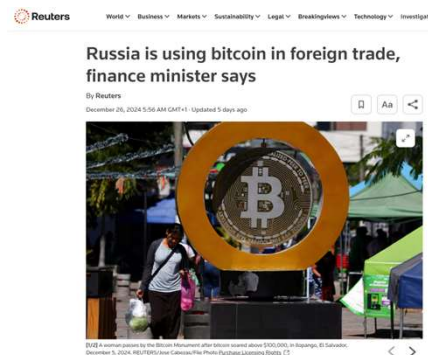 Reuters
World Business Markets Sustainability Legal Breakingviews Technology Investigat
Russia is using bitcoin in foreign trade,
finance minister says
By Reuters
December 26, 2024 5:56 AM GMT+1 · Updated 5 days ago
Aa
[1/2] A woman passes by the Bitcoin Monument after bitcoin soared above $100,000, in Ilopango, El Salvador,
December 5, 2024. REUTERS/Jose Cabezas/File Photo Purchase Licensing Rights